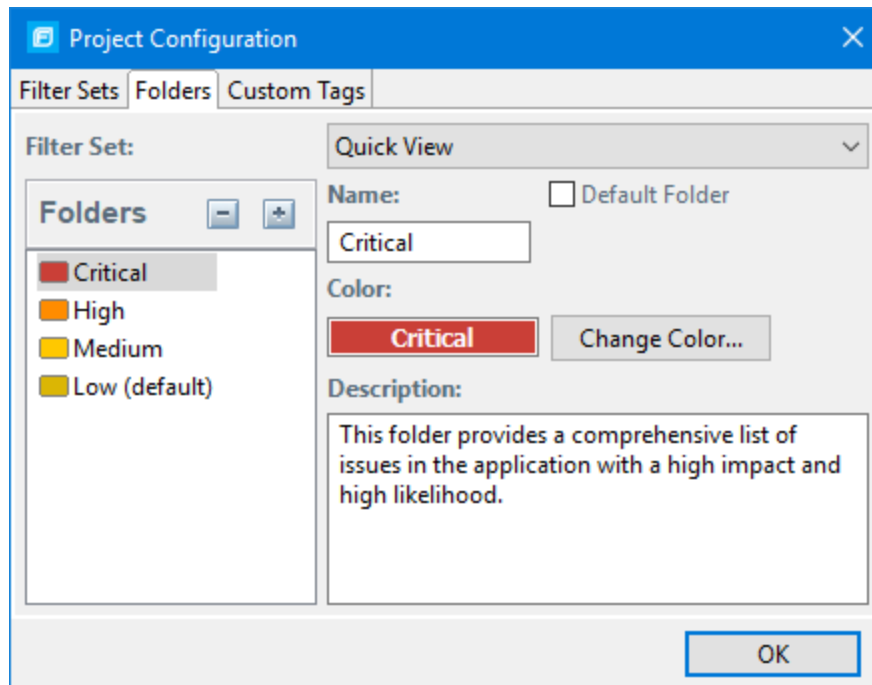 Project Configuration
Filter Sets Folders Custom Tags
Filter Set: Quick View
Folders
Critical
High
Medium
Low (default)
Name: Default Folder
Critical
Color:
Critical Change Color...
Description:
This folder provides a comprehensive list of
issues in the application with a high impact and
high likelihood.
OK